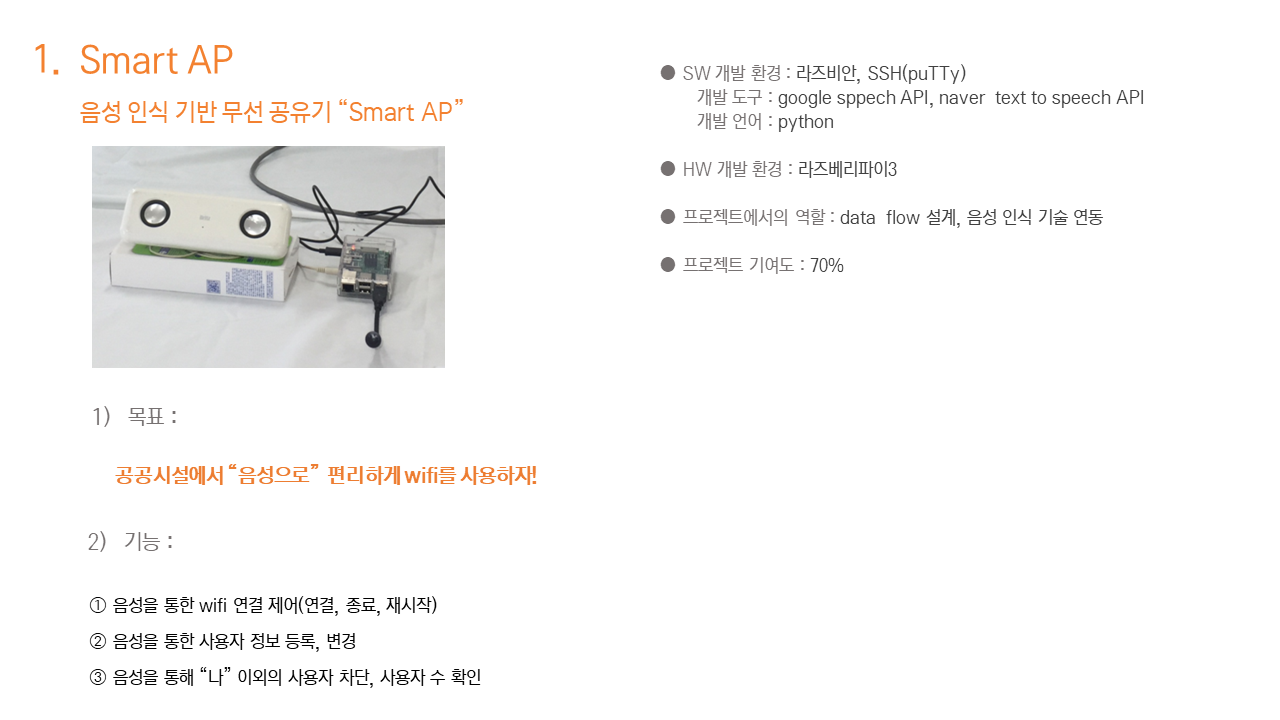 1. Smart AP
음성 인식 기반 무선 공유기 “Smart AP”
1) 목표 :
공공시설에서 “음성으로” 편리하게 wifi를 사용하자!
2) 기능 :
① 음성을 통한 wifi 연결 제어(연결, 종료, 재시작)
② 음성을 통한 사용자 정보 등록, 변경
③ 음성을 통해 “나” 이외의 사용자 차단, 사용자 수 확인
● SW 개발 환경 : 라즈비안, SSH(puTTy)
개발 도구 : google sppech API, naver text to speech API
개발 언어 : python
● HW 개발 환경 : 라즈베리파이3
● 프로젝트에서의 역할 : data flow 설계, 음성 인식 기술 연동
● 프로젝트 기여도 : 70%